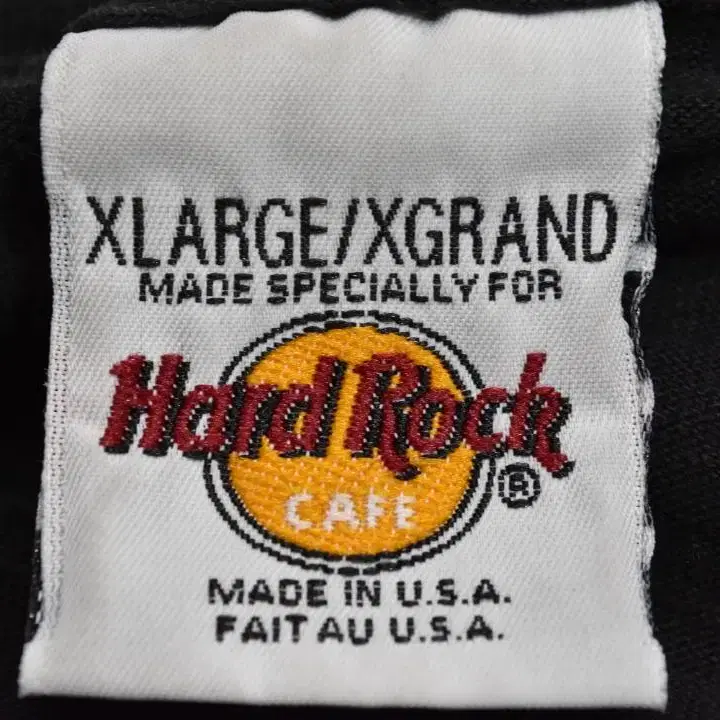 XLARGE/XGRAND
MADE SPECIALLY FOR
Hard Rock
CAFE
®
MADE IN U.S.A.
FAIT AU U.S.A.